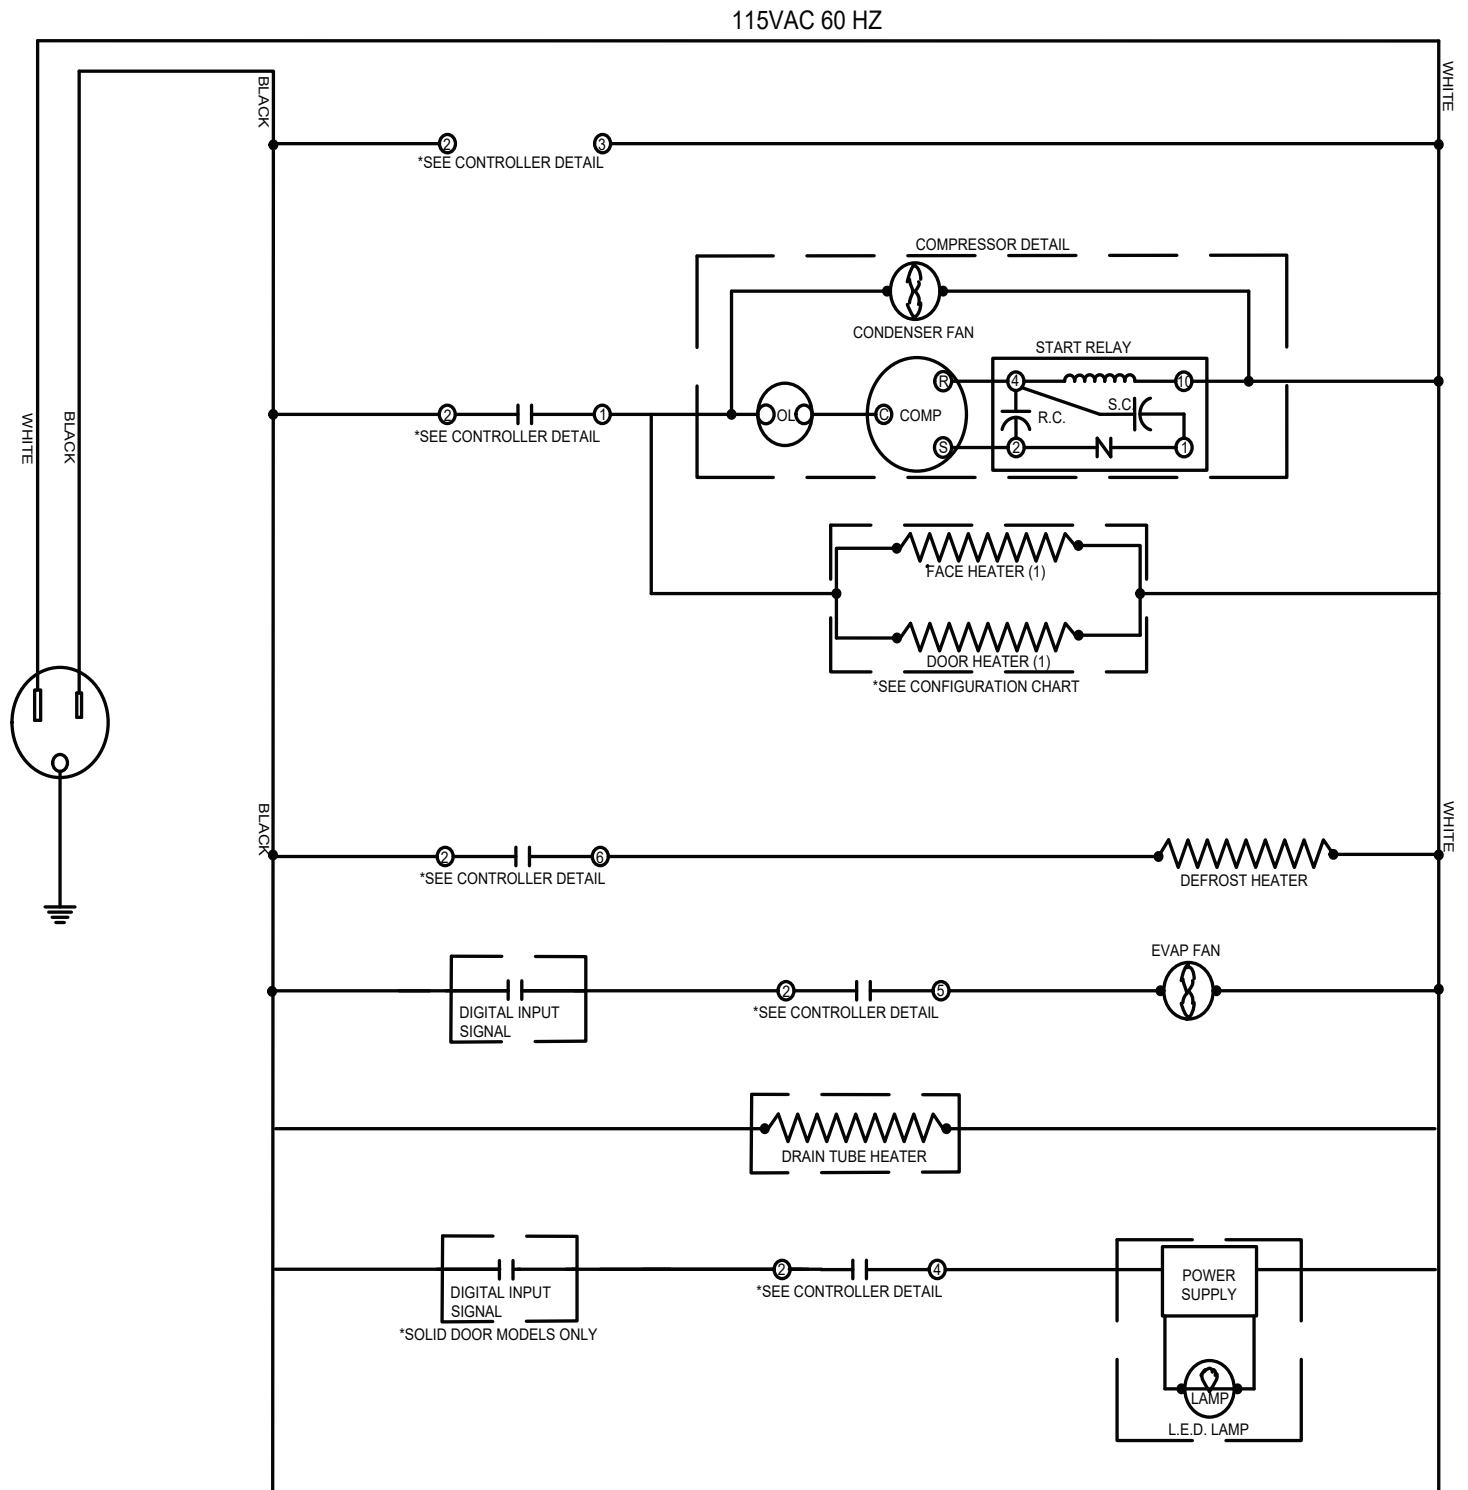 115VAC 60 HZ
BLACK
WHITE
2
3
*SEE CONTROLLER DETAIL
COMPRESSOR DETAIL
CONDENSER FAN
START RELAY
R
4
10
S.C.
R.C.
2
1
OL
C
COMP
*SEE CONTROLLER DETAIL
S
2
1
WHITE
BLACK
FACE HEATER (1)
DOOR HEATER (1)
*SEE CONFIGURATION CHART
BLACK
WHITE
2
6
*SEE CONTROLLER DETAIL
DEFROST HEATER
EVAP FAN
2
5
DIGITAL INPUT
SIGNAL
*SEE CONTROLLER DETAIL
DRAIN TUBE HEATER
2
4
DIGITAL INPUT
SIGNAL
*SEE CONTROLLER DETAIL
POWER
SUPPLY
*SOLID DOOR MODELS ONLY
LAMP
L.E.D. LAMP